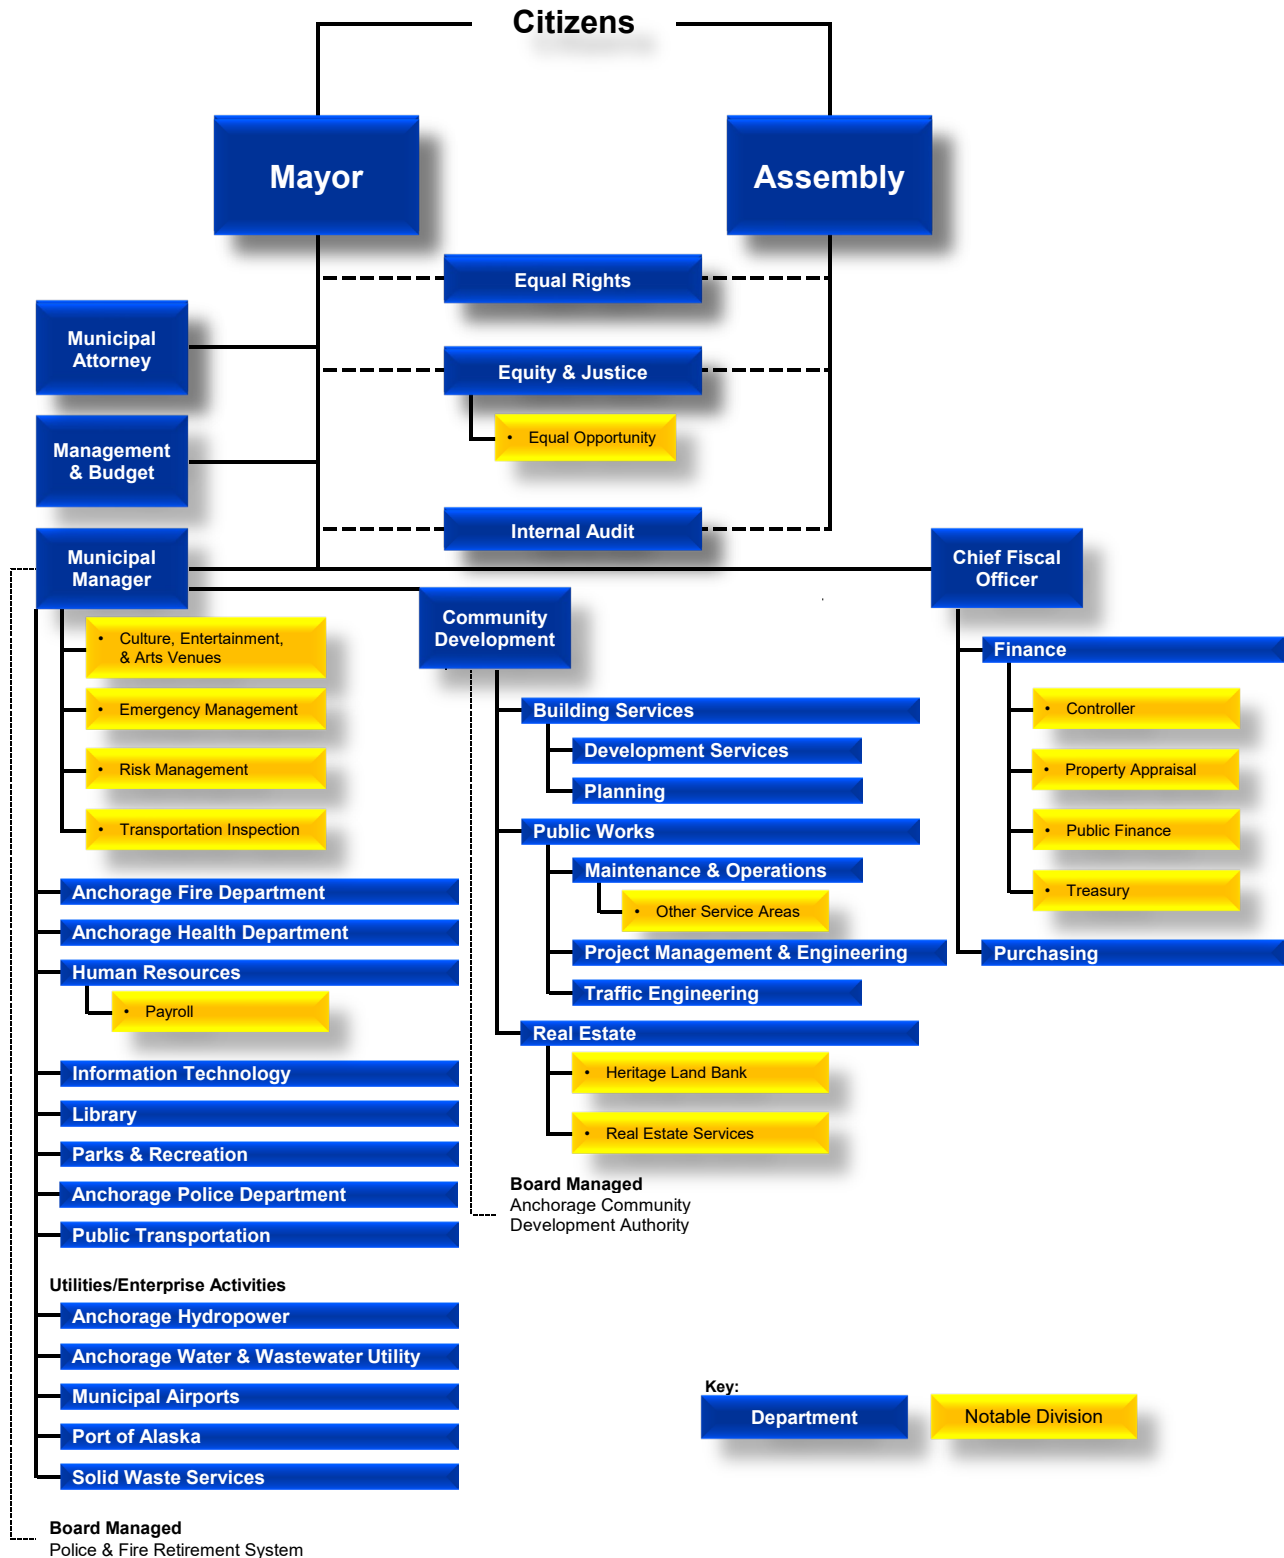 Citizens
Mayor
Assembly
Equal Rights
Municipal
Attorney
Equity & Justice
• Equal Opportunity
Management
& Budget
Internal Audit
Municipal
Manager
Chief Fiscal
Officer
Community
Development
• Culture, Entertainment,
& Arts Venues
• Emergency Management
• Risk Management
• Transportation Inspection
Anchorage Fire Department
Anchorage Health Department
Human Resources
• Payroll
Information Technology
Library
Parks & Recreation
Anchorage Police Department
Public Transportation
Utilities/Enterprise Activities
Anchorage Hydropower
Anchorage Water & Wastewater Utility
Municipal Airports
Port of Alaska
Solid Waste Services
Board Managed
Police & Fire Retirement System
Building Services
Development Services
Planning
Public Works
Maintenance & Operations
• Other Service Areas
Project Management & Engineering
Traffic Engineering
Real Estate
• Heritage Land Bank
• Real Estate Services
Board Managed
Anchorage Community
Development Authority
Finance
• Controller
• Property Appraisal
• Public Finance
• Treasury
Purchasing
Key:
Department
Notable Division